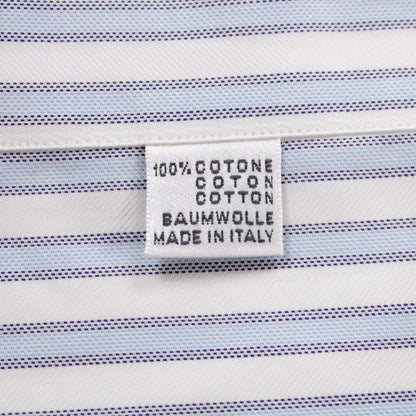 100% COTONE
COTON
COTTON
BAUMWOLLE
MADE IN ITALY